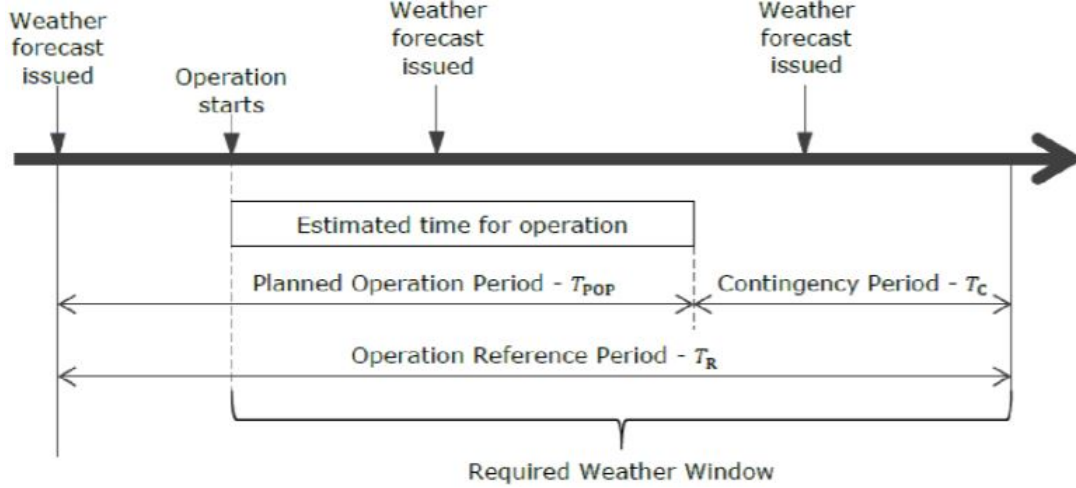 Weather
forecast
issued
Operation
starts
Weather
forecast
issued
Weather
forecast
issued
Estimated time for operation
Planned Operation Period - T_POP
Contingency Period - T_C
Operation Reference Period - T_R
Required Weather Window